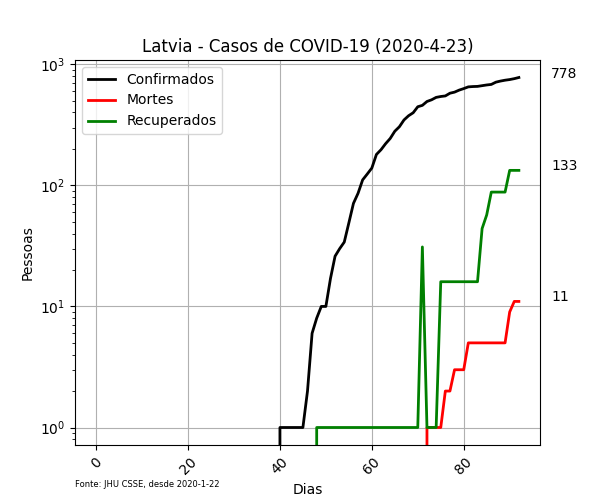 Latvia - Casos de COVID-19 (2020-4-23)
Confirmados
Mortes
Recuperados
778
133
11
Pessoas
10³
10²
10¹
10⁰
0
20
40
60
80
Dias
Fonte: JHU CSSE, desde 2020-1-22